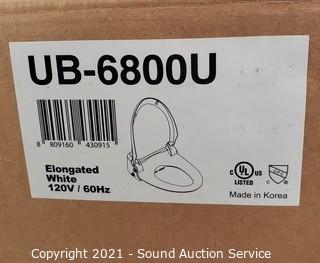 UB-6800U
8 809160 430915
Elongated
White
120V / 60Hz
c UL US
LISTED
Made in Korea
Copyright 2021 - Sound Auction Service